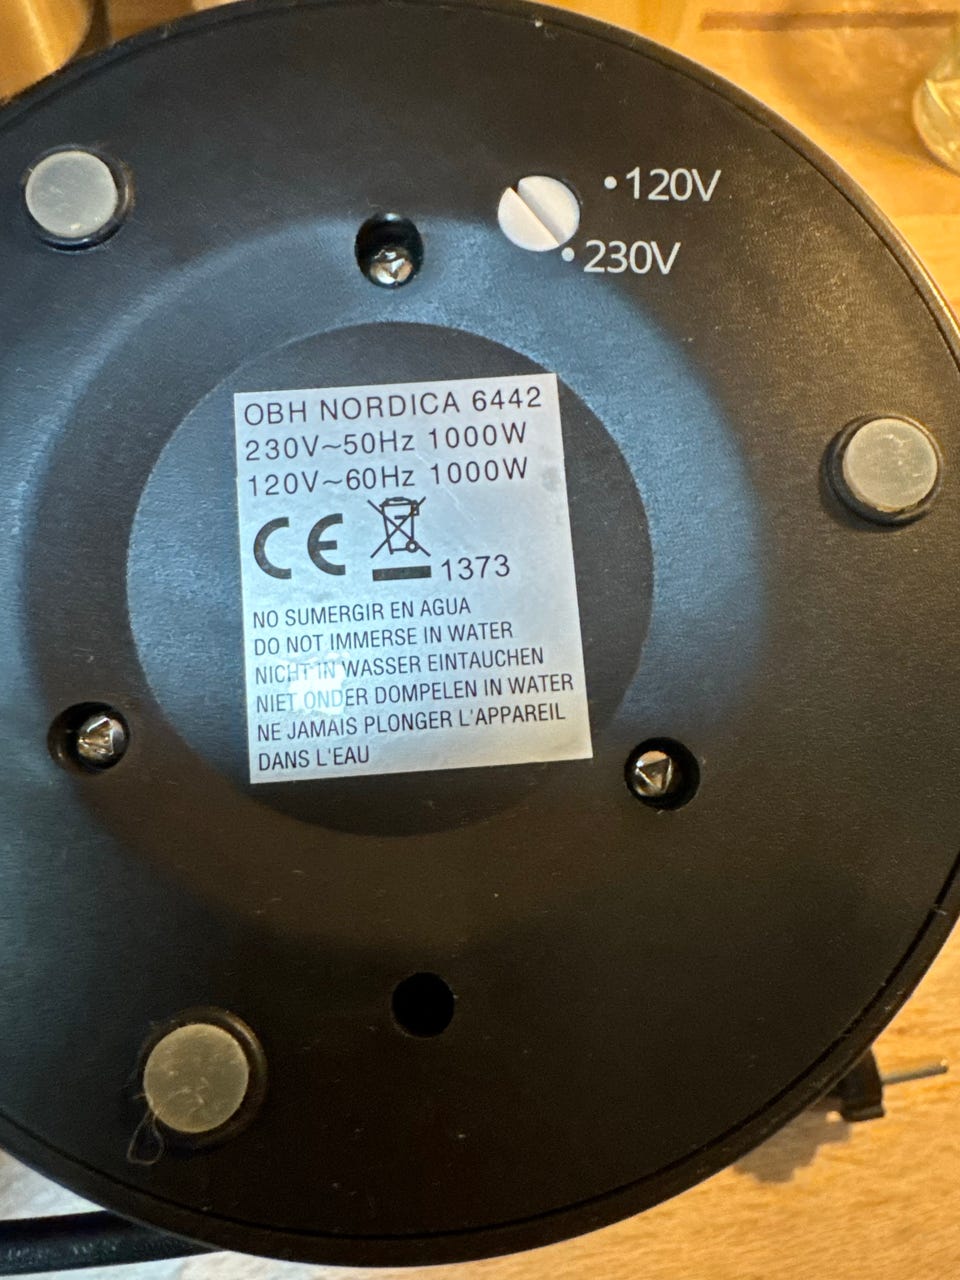 •120V
•230V
OBH NORDICA 6442
230V~50Hz 1000W
120V~60Hz 1000W
CE 1373
NO SUMERGIR EN AGUA
DO NOT IMMERSE IN WATER
NICHT IN WASSER EINTAUCHEN
NIET ONDER DOMPELEN IN WATER
NE JAMAIS PLONGER L'APPAREIL
DANS L'EAU